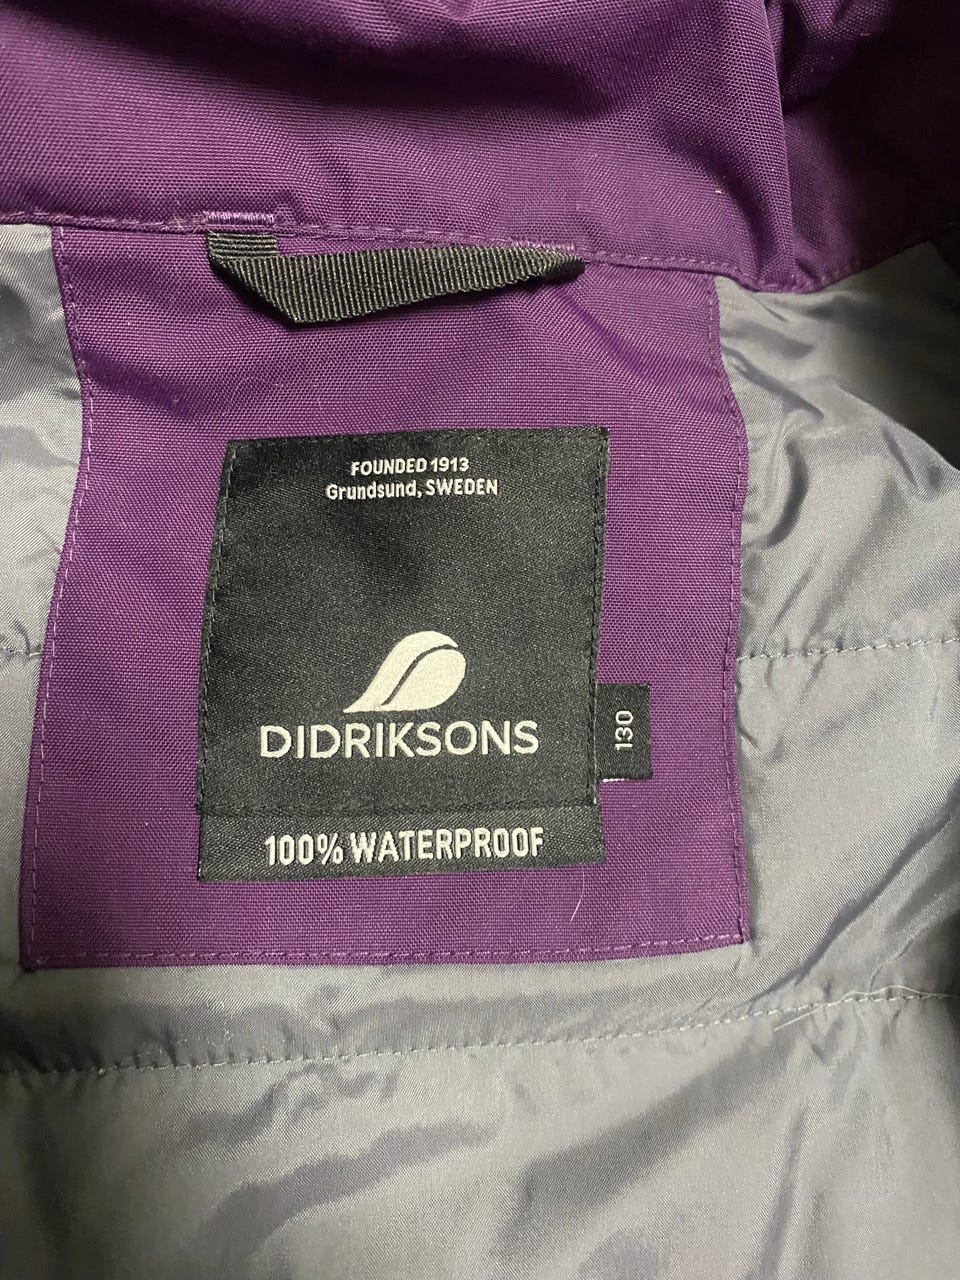 FOUNDED 1913
Grundsund, SWEDEN
DIDRIKSONS
130
100% WATERPROOF